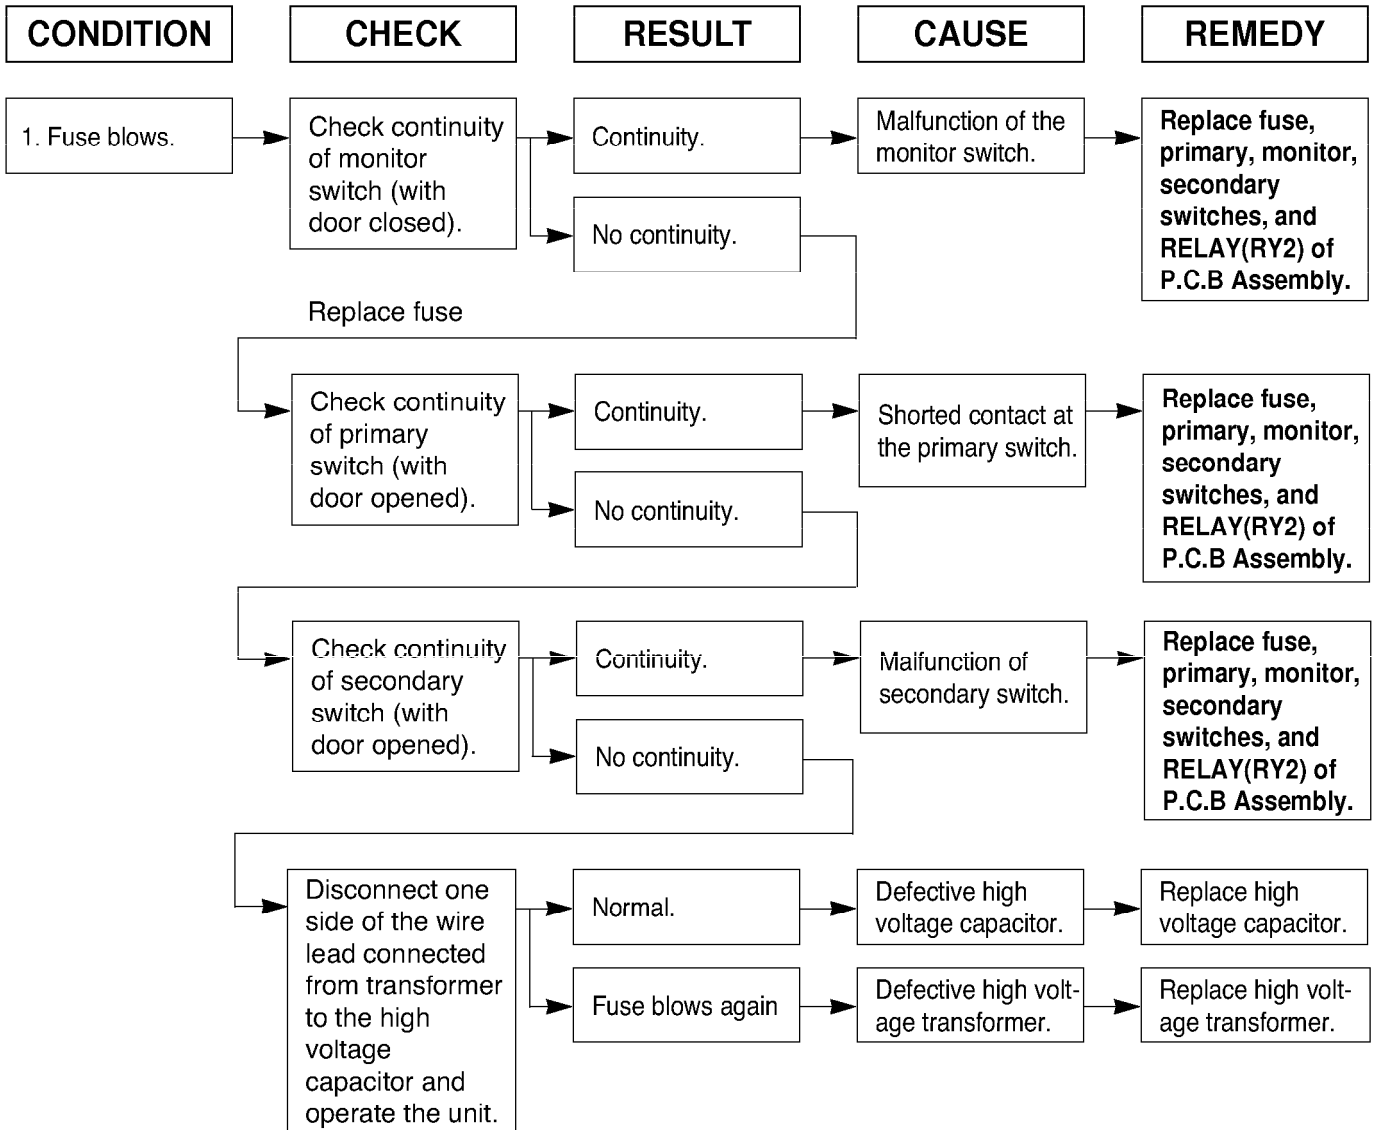 CONDITION
CHECK
RESULT
CAUSE
REMEDY
1. Fuse blows.
Check continuity
of monitor
switch (with
door closed).
Continuity.
Malfunction of the
monitor switch.
Replace fuse,
primary, monitor,
secondary
switches, and
RELAY(RY2) of
P.C.B Assembly.
No continuity.
Replace fuse
Check continuity
of primary
switch (with
door opened).
Continuity.
Shorted contact at
the primary switch.
Replace fuse,
primary, monitor,
secondary
switches, and
RELAY(RY2) of
P.C.B Assembly.
No continuity.
Check continuity
of secondary
switch (with
door opened).
Continuity.
Malfunction of
secondary switch.
Replace fuse,
primary, monitor,
secondary
switches, and
RELAY(RY2) of
P.C.B Assembly.
No continuity.
Disconnect one
side of the wire
lead connected
from transformer
to the high
voltage
capacitor and
operate the unit.
Normal.
Defective high
voltage capacitor.
Replace high
voltage capacitor.
Fuse blows again
Defective high volt-
age transformer.
Replace high volt-
age transformer.